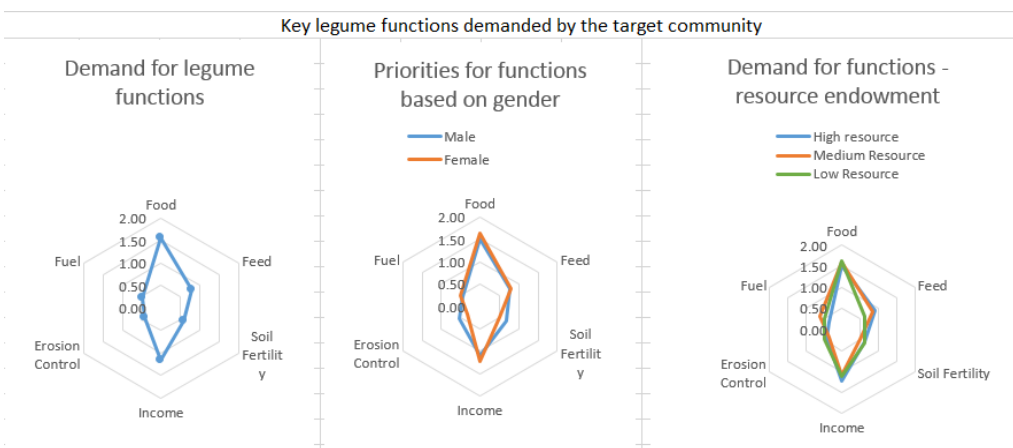 Key legume functions demanded by the target community
Demand for legume
functions
Food
2.00
1.50
1.00
0.50
0.00
Feed
Soil
Fertilit
y
Income
Erosion
Control
Fuel
Priorities for functions
based on gender
Male
Female
Food
2.00
1.50
1.00
0.50
0.00
Feed
Soil
Fertilit
y
Income
Erosion
Control
Fuel
Demand for functions -
resource endowment
High resource
Medium Resource
Low Resource
Food
2.00
1.50
1.00
0.50
0.00
Feed
Soil Fertility
Income
Erosion
Control
Fuel